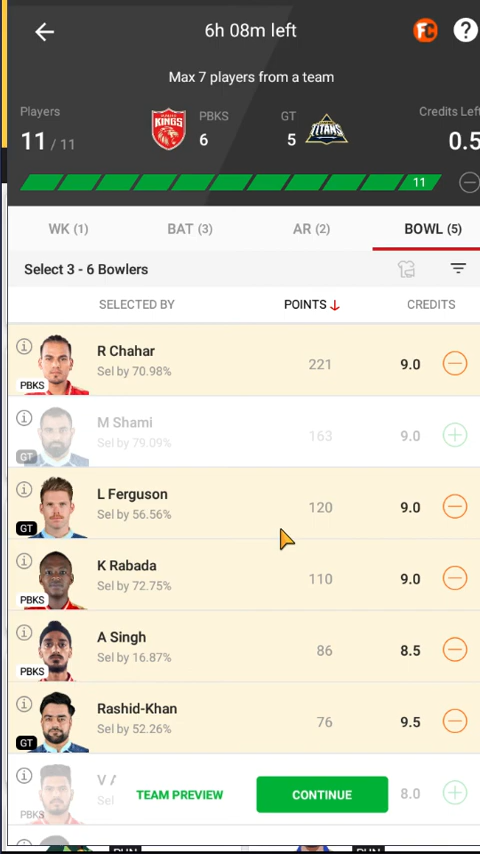 6h 08m left
FC
?
Max 7 players from a team
Players
11 / 11
KINGS
PBKS
6
GT
5
TITANS
Credits Left
0.5
11
WK (1)
BAT (3)
AR (2)
BOWL (5)
Select 3 - 6 Bowlers
SELECTED BY
POINTS ↓
CREDITS
R Chahar
Sel by 70.98%
PBKS
221
9.0
M Shami
Sel by 79.09%
GT
163
9.0
L Ferguson
Sel by 56.56%
GT
120
9.0
K Rabada
Sel by 72.75%
PBKS
110
9.0
A Singh
Sel by 16.87%
PBKS
86
8.5
Rashid-Khan
Sel by 52.26%
GT
76
9.5
V
Sel
PBKS
8.0
TEAM PREVIEW
CONTINUE